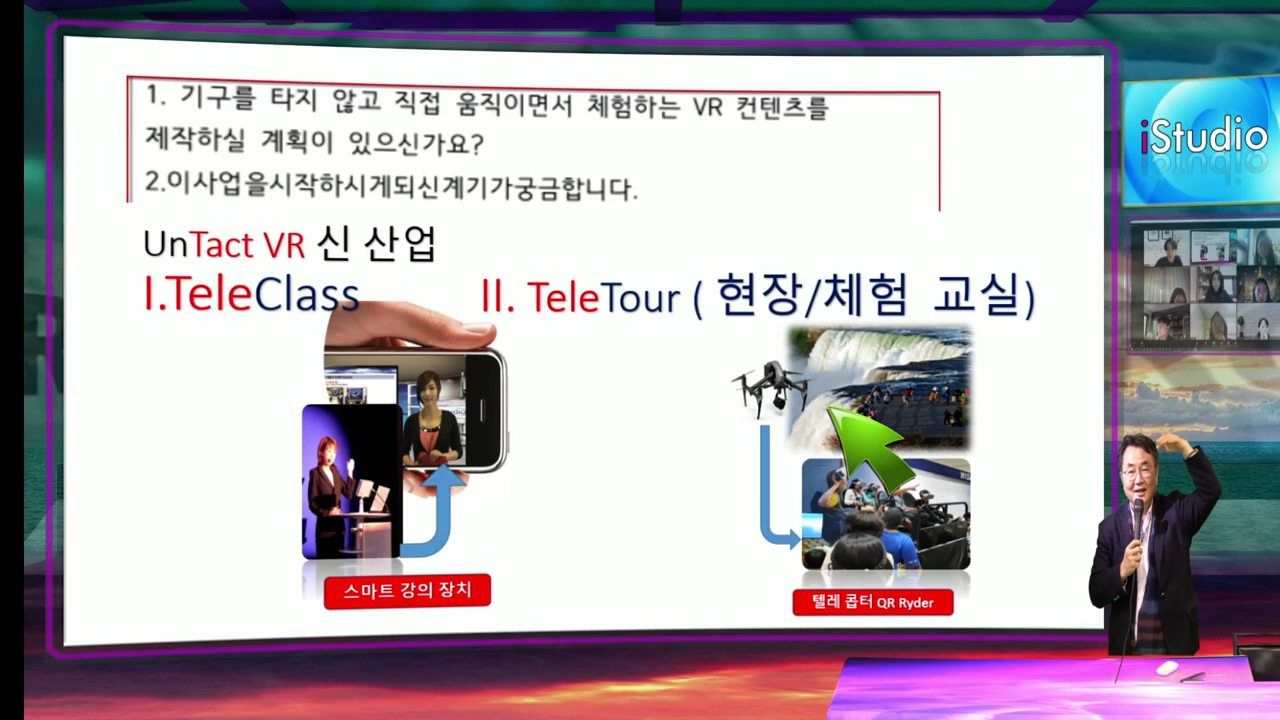 1. 기구를 타지 않고 직접 움직이면서 체험하는 VR 컨텐츠를
제작하실 계획이 있으신가요?
2.이사업을시작하시게되신계기가궁금합니다.
UnTact VR 신 산업
I.TeleClass
II. TeleTour ( 현장/체험 교실)
스마트 강의 장치
텔레 콥터 QR Ryder
iStudio